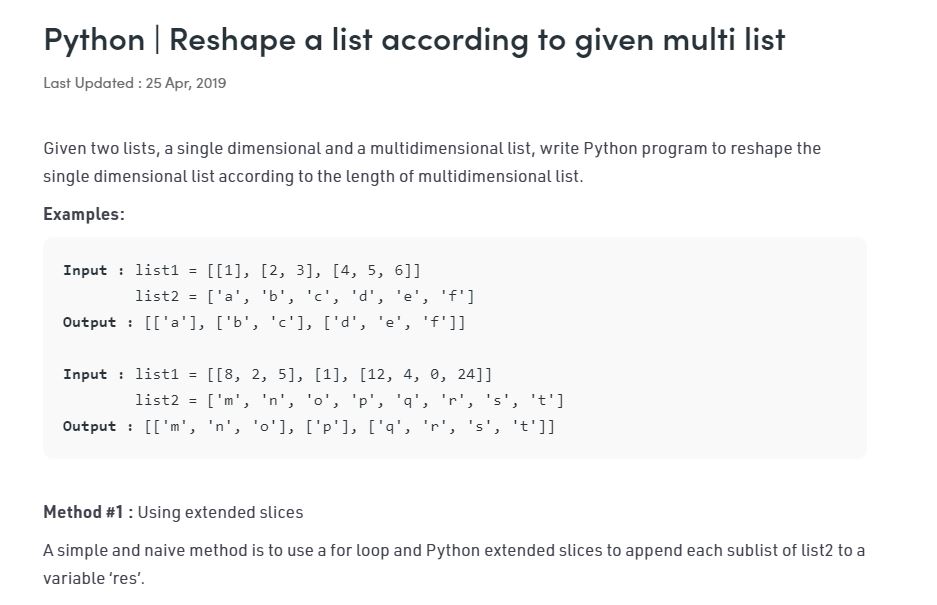 Python | Reshape a list according to given multi list
Last Updated : 25 Apr, 2019
Given two lists, a single dimensional and a multidimensional list, write Python program to reshape the
single dimensional list according to the length of multidimensional list.
Examples:
Input : list1 = [[1], [2, 3], [4, 5, 6]]
list2 = ['a', 'b', 'c', 'd', 'e', 'f']
Output : [['a'], ['b', 'c'], ['d', 'e', 'f']]
Input : list1 = [[8, 2, 5], [1], [12, 4, 0, 24]]
list2 = ['m', 'n', 'o', 'p', 'q', 'r', 's', 't']
Output : [['m', 'n', 'o'], ['p'], ['q', 'r', 's', 't']]
Method #1 : Using extended slices
A simple and naive method is to use a for loop and Python extended slices to append each sublist of list2 to a
variable ‘res’.